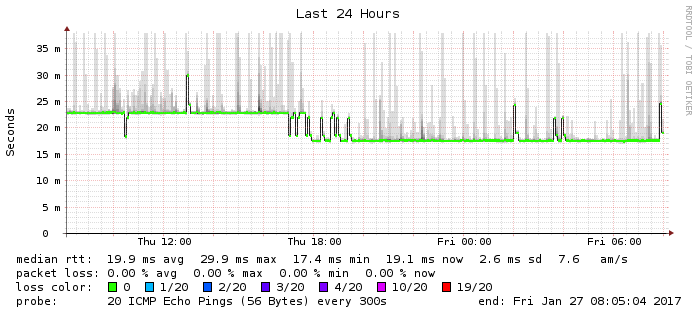 Last 24 Hours
RRDTOOL / TOBI OETIKER
Seconds
35 m
30 m
25 m
20 m
15 m
10 m
5 m
0
Thu 12:00 Thu 18:00 Fri 00:00 Fri 06:00
median rtt: 19.9 ms avg 29.9 ms max 17.4 ms min 19.1 ms now 2.6 ms sd 7.6 am/s
packet loss: 0.00 % avg 0.00 % max 0.00 % min 0.00 % now
loss color: 0 1/20 2/20 3/20 4/20 10/20 19/20
probe: 20 ICMP Echo Pings (56 Bytes) every 300s end: Fri Jan 27 08:05:04 2017